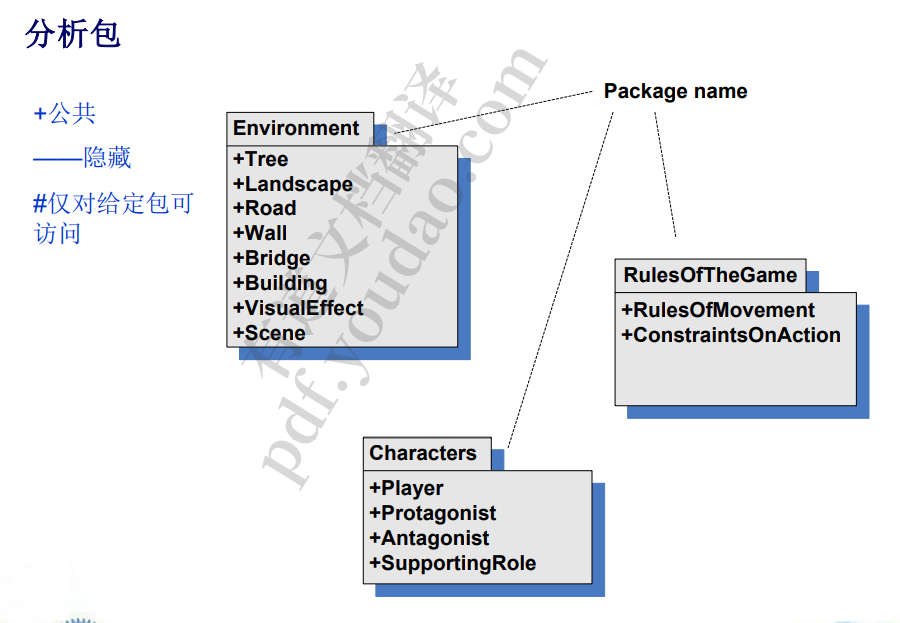 分析包
+公共
——隐藏
#仅对给定包可
访问
Package name
Environment
+Tree
+Landscape
+Road
+Wall
+Bridge
+Building
+VisualEffect
+Scene
RulesOfTheGame
+RulesOfMovement
+ConstraintsOnAction
Characters
+Player
+Protagonist
+Antagonist
+SupportingRole
有道文档翻译
pdf.youdao.com